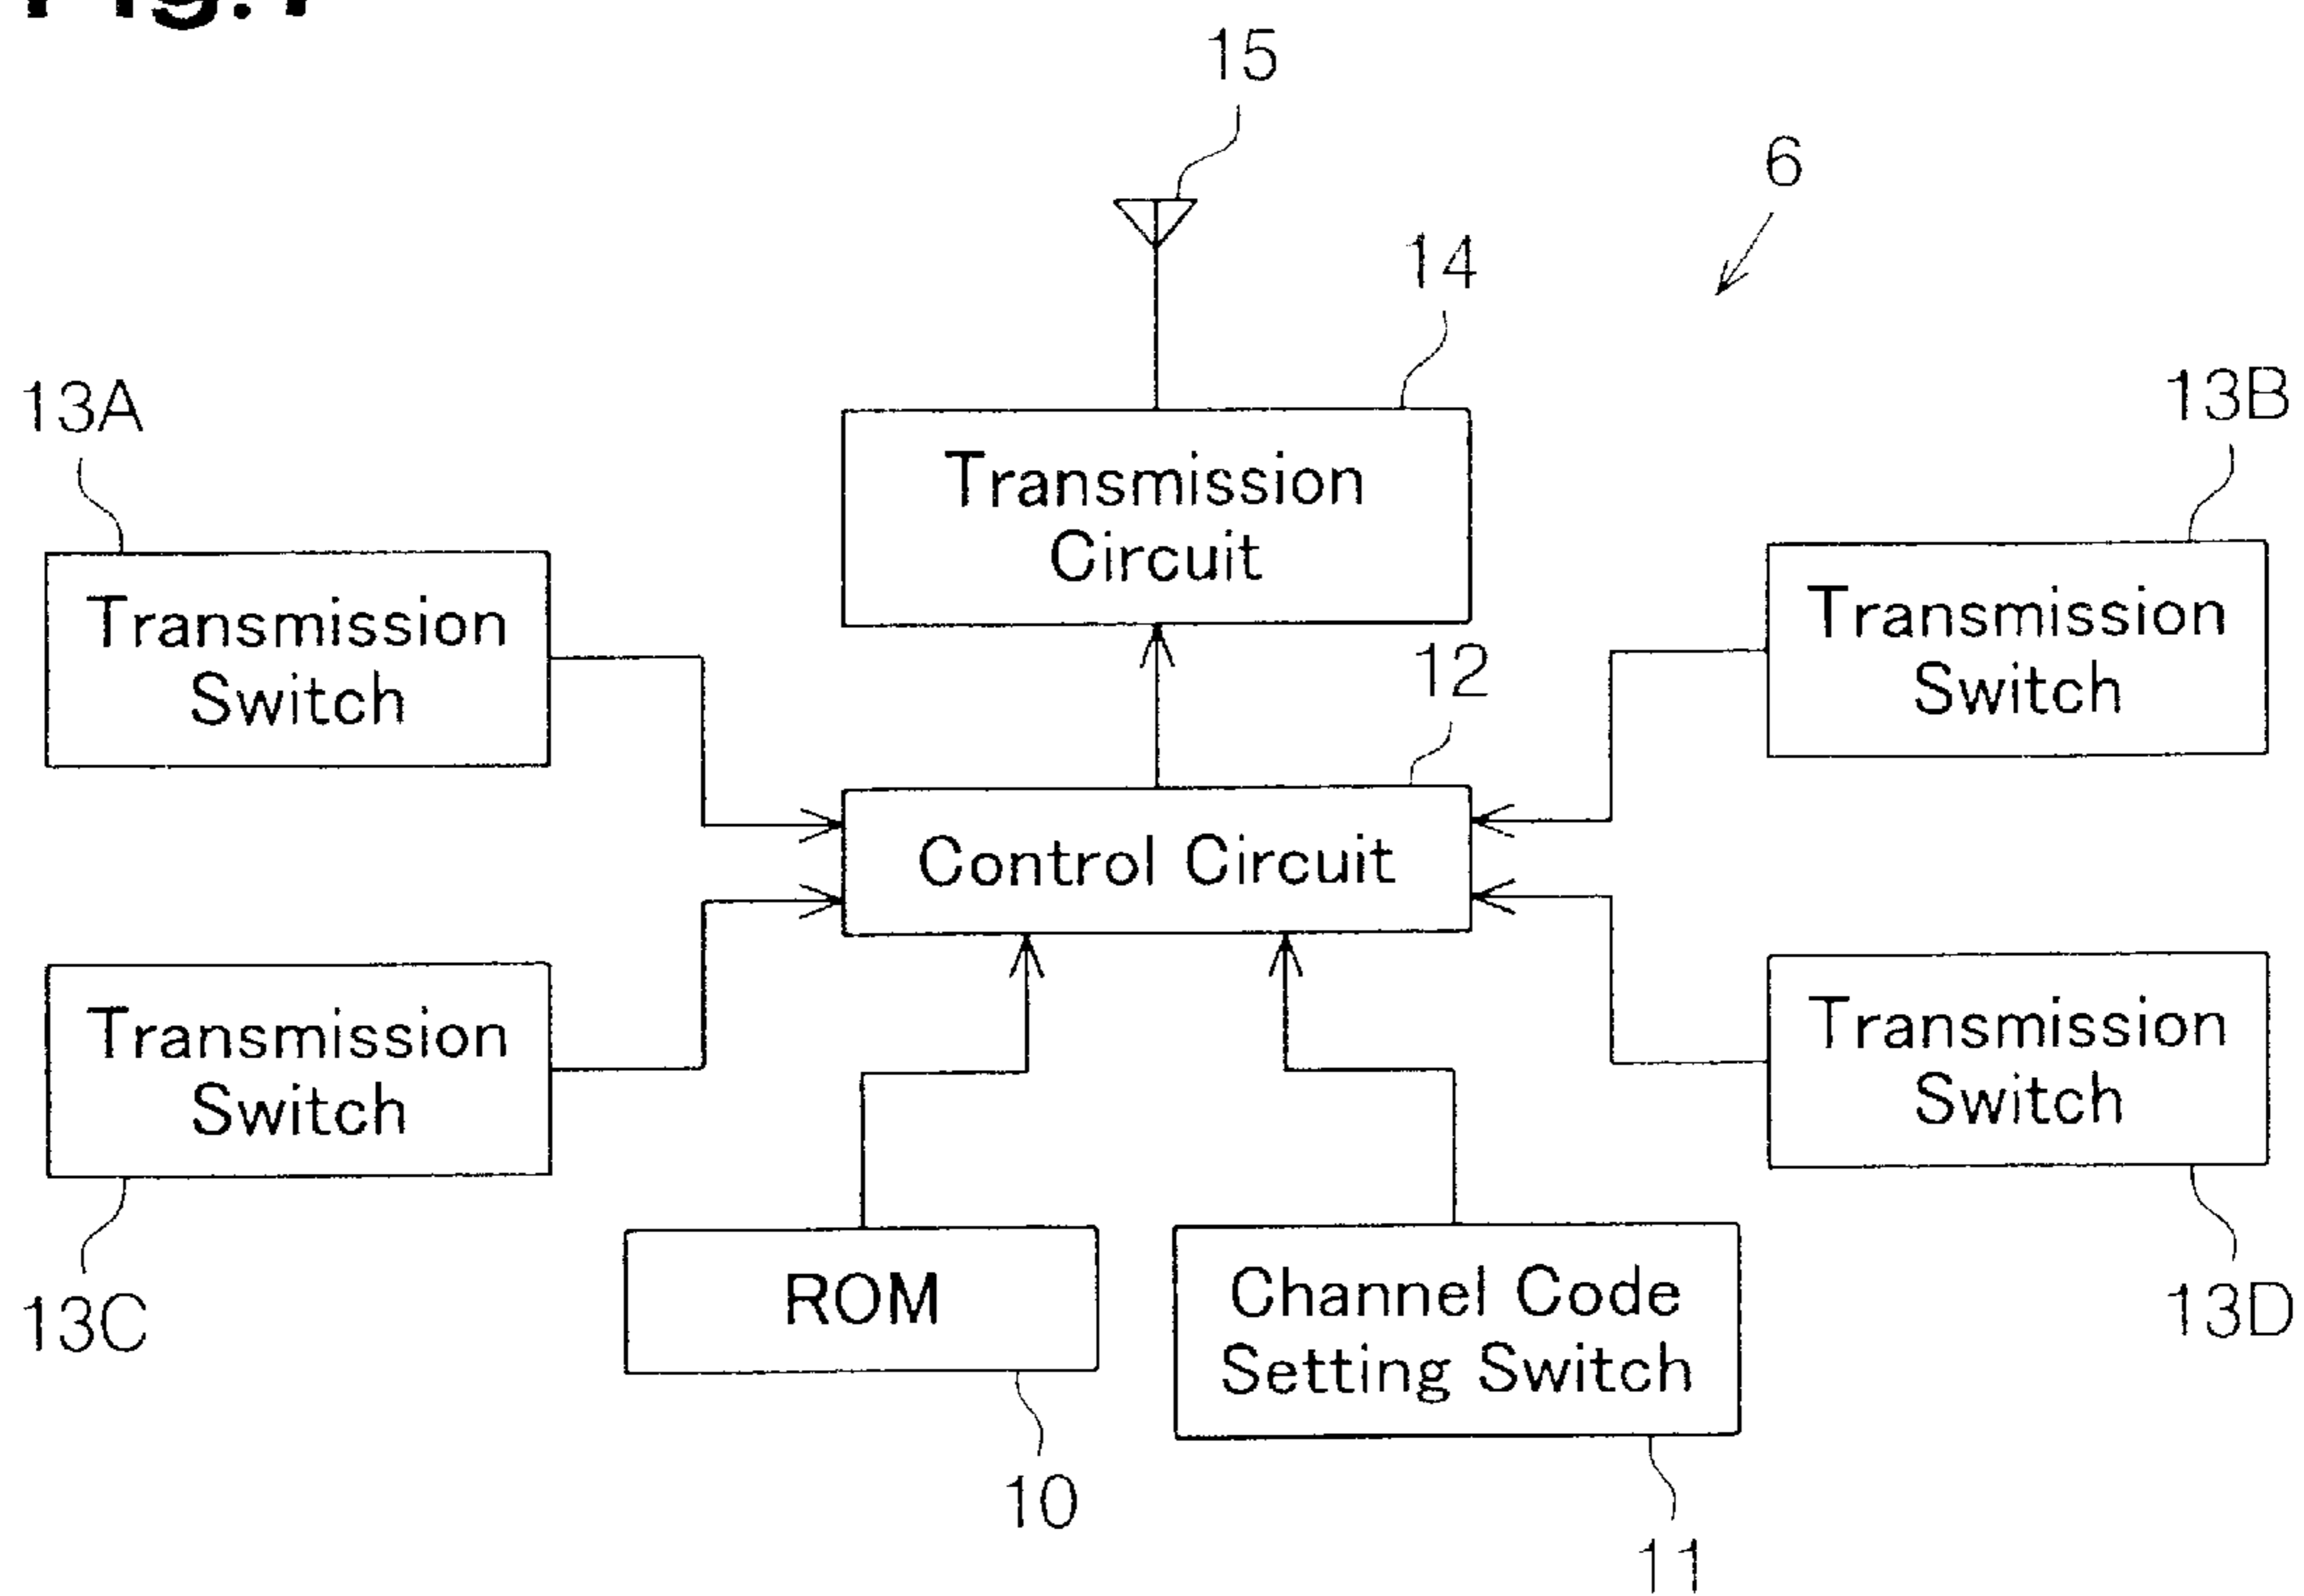 15
6
14
13A
13B
Transmission
Circuit
Transmission
Switch
Transmission
Switch
12
Control Circuit
Transmission
Switch
Transmission
Switch
ROM
Channel Code
Setting Switch
13C
13D
10
11